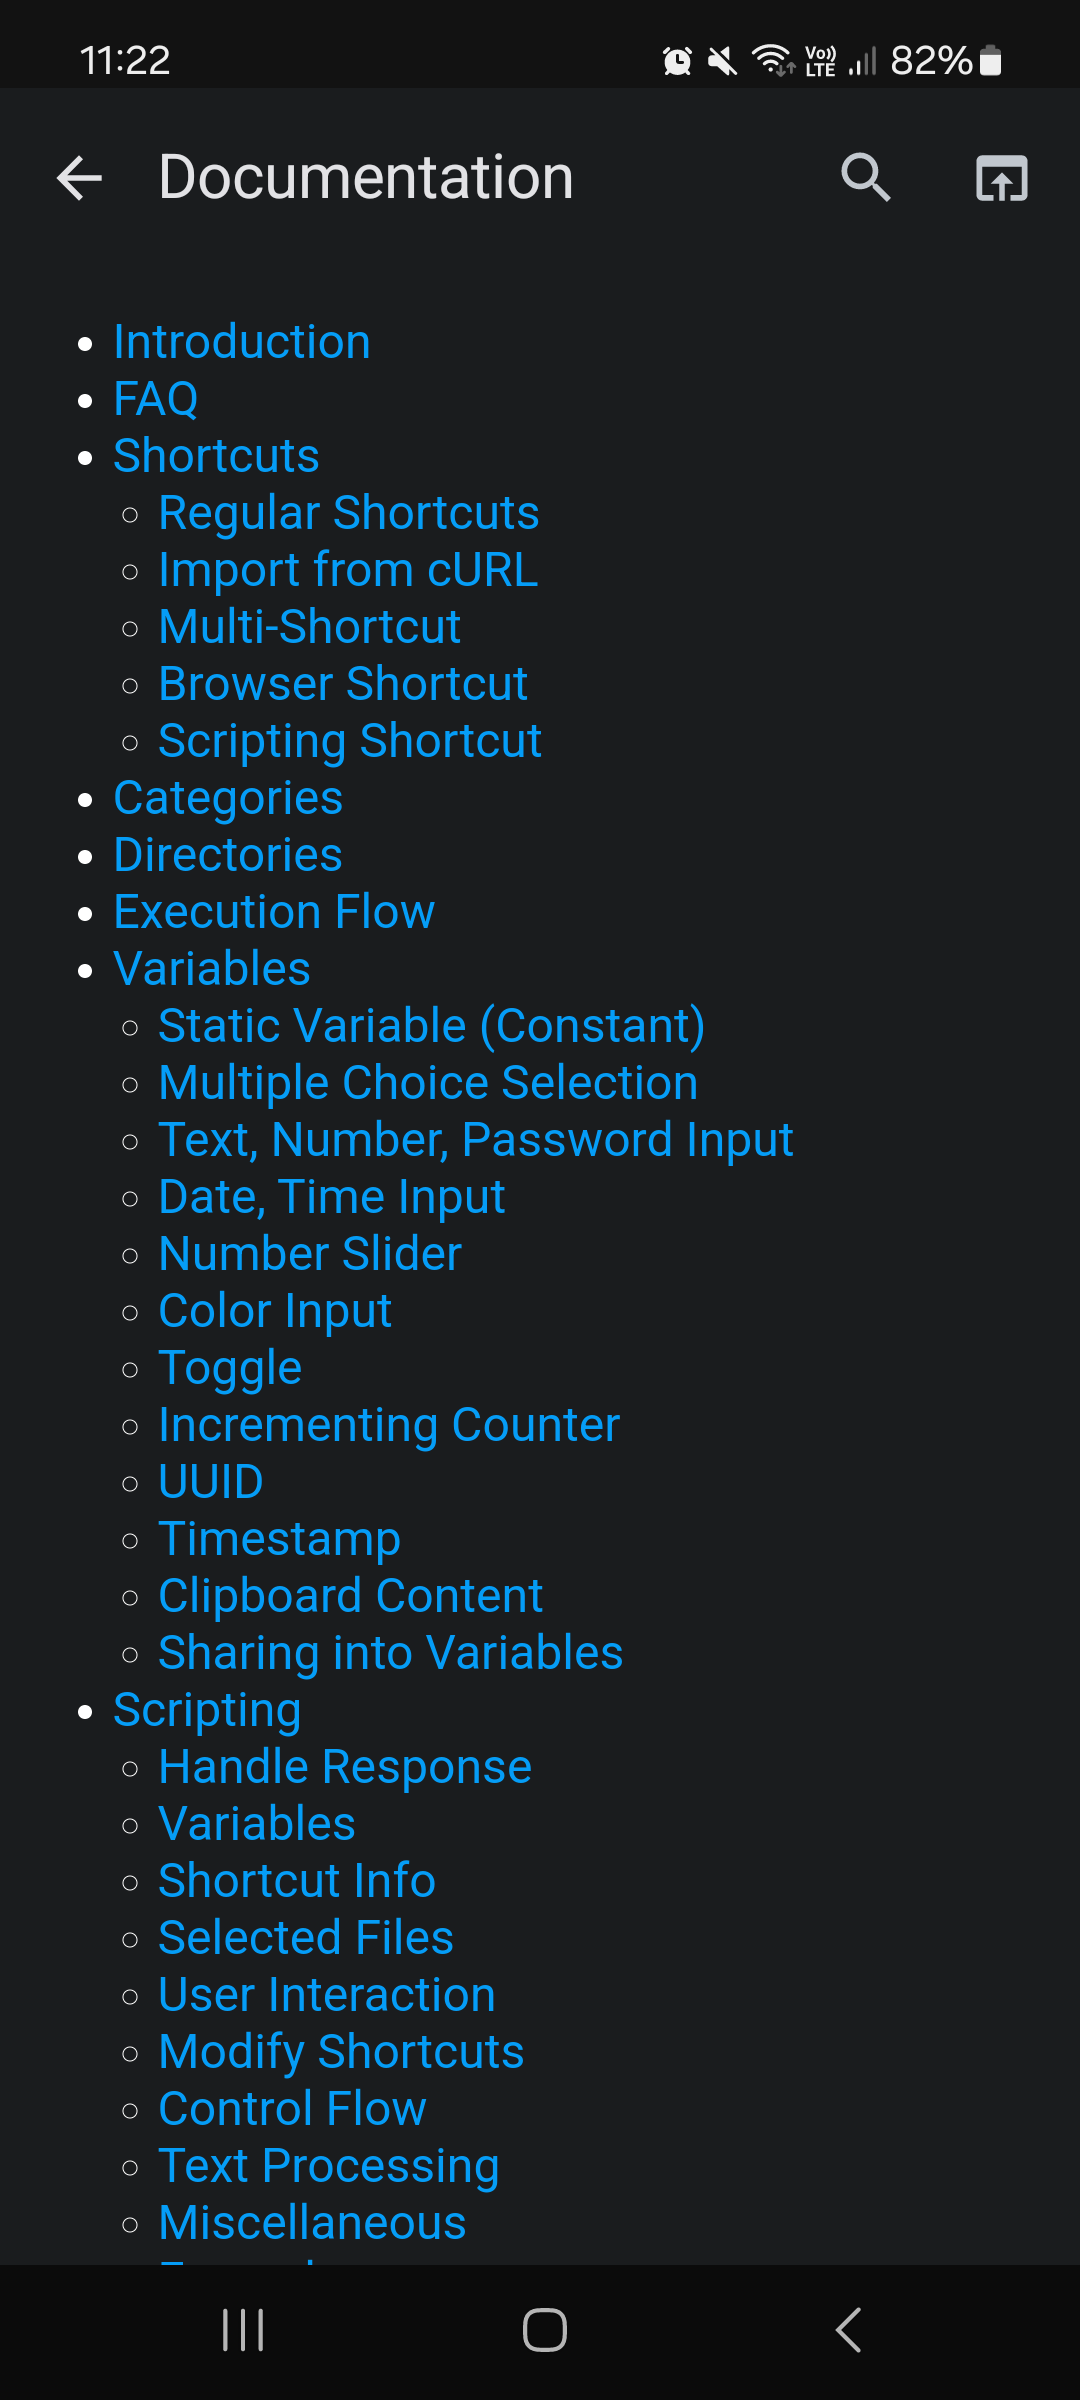 11:22
Vo)) LTE 82%
Documentation
Introduction
FAQ
Shortcuts
Regular Shortcuts
Import from cURL
Multi-Shortcut
Browser Shortcut
Scripting Shortcut
Categories
Directories
Execution Flow
Variables
Static Variable (Constant)
Multiple Choice Selection
Text, Number, Password Input
Date, Time Input
Number Slider
Color Input
Toggle
Incrementing Counter
UUID
Timestamp
Clipboard Content
Sharing into Variables
Scripting
Handle Response
Variables
Shortcut Info
Selected Files
User Interaction
Modify Shortcuts
Control Flow
Text Processing
Miscellaneous